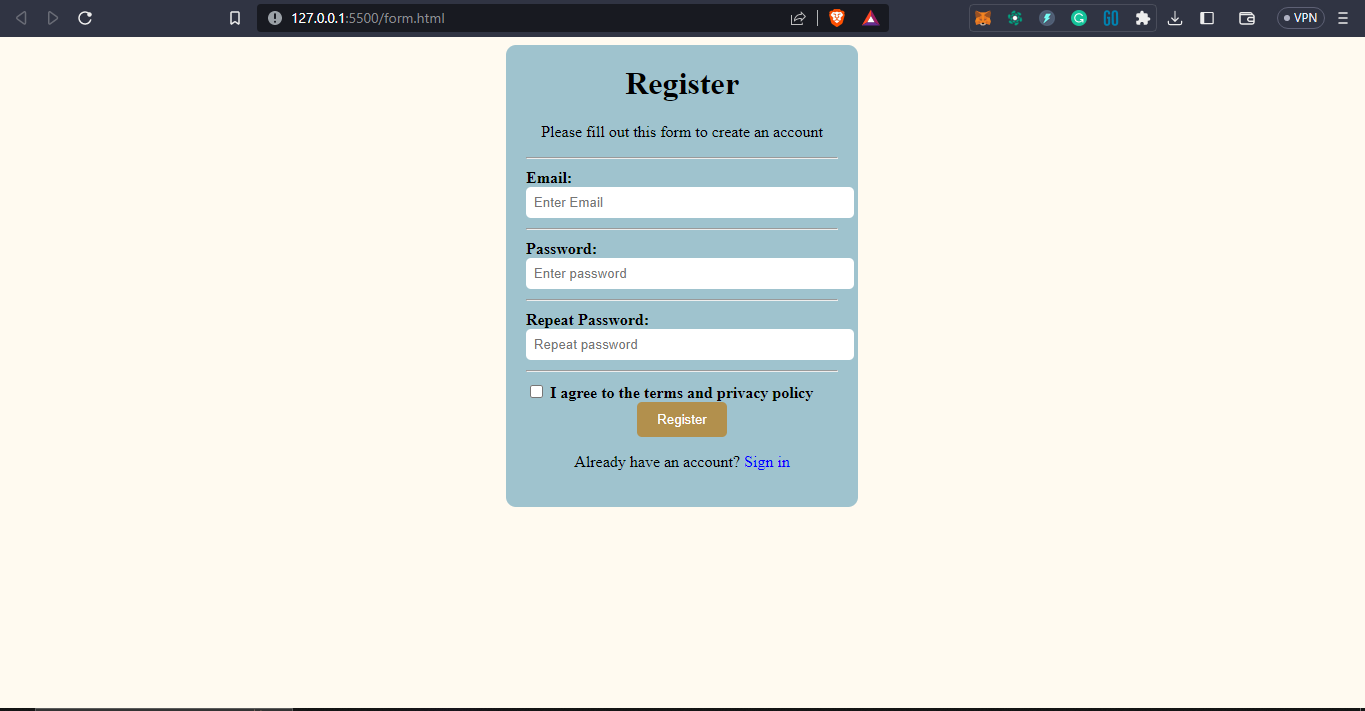 127.0.0.1:5500/form.html
GO
VPN
Register
Please fill out this form to create an account
Email:
Enter Email
Password:
Enter password
Repeat Password:
Repeat password
I agree to the terms and privacy policy
Register
Already have an account? Sign in